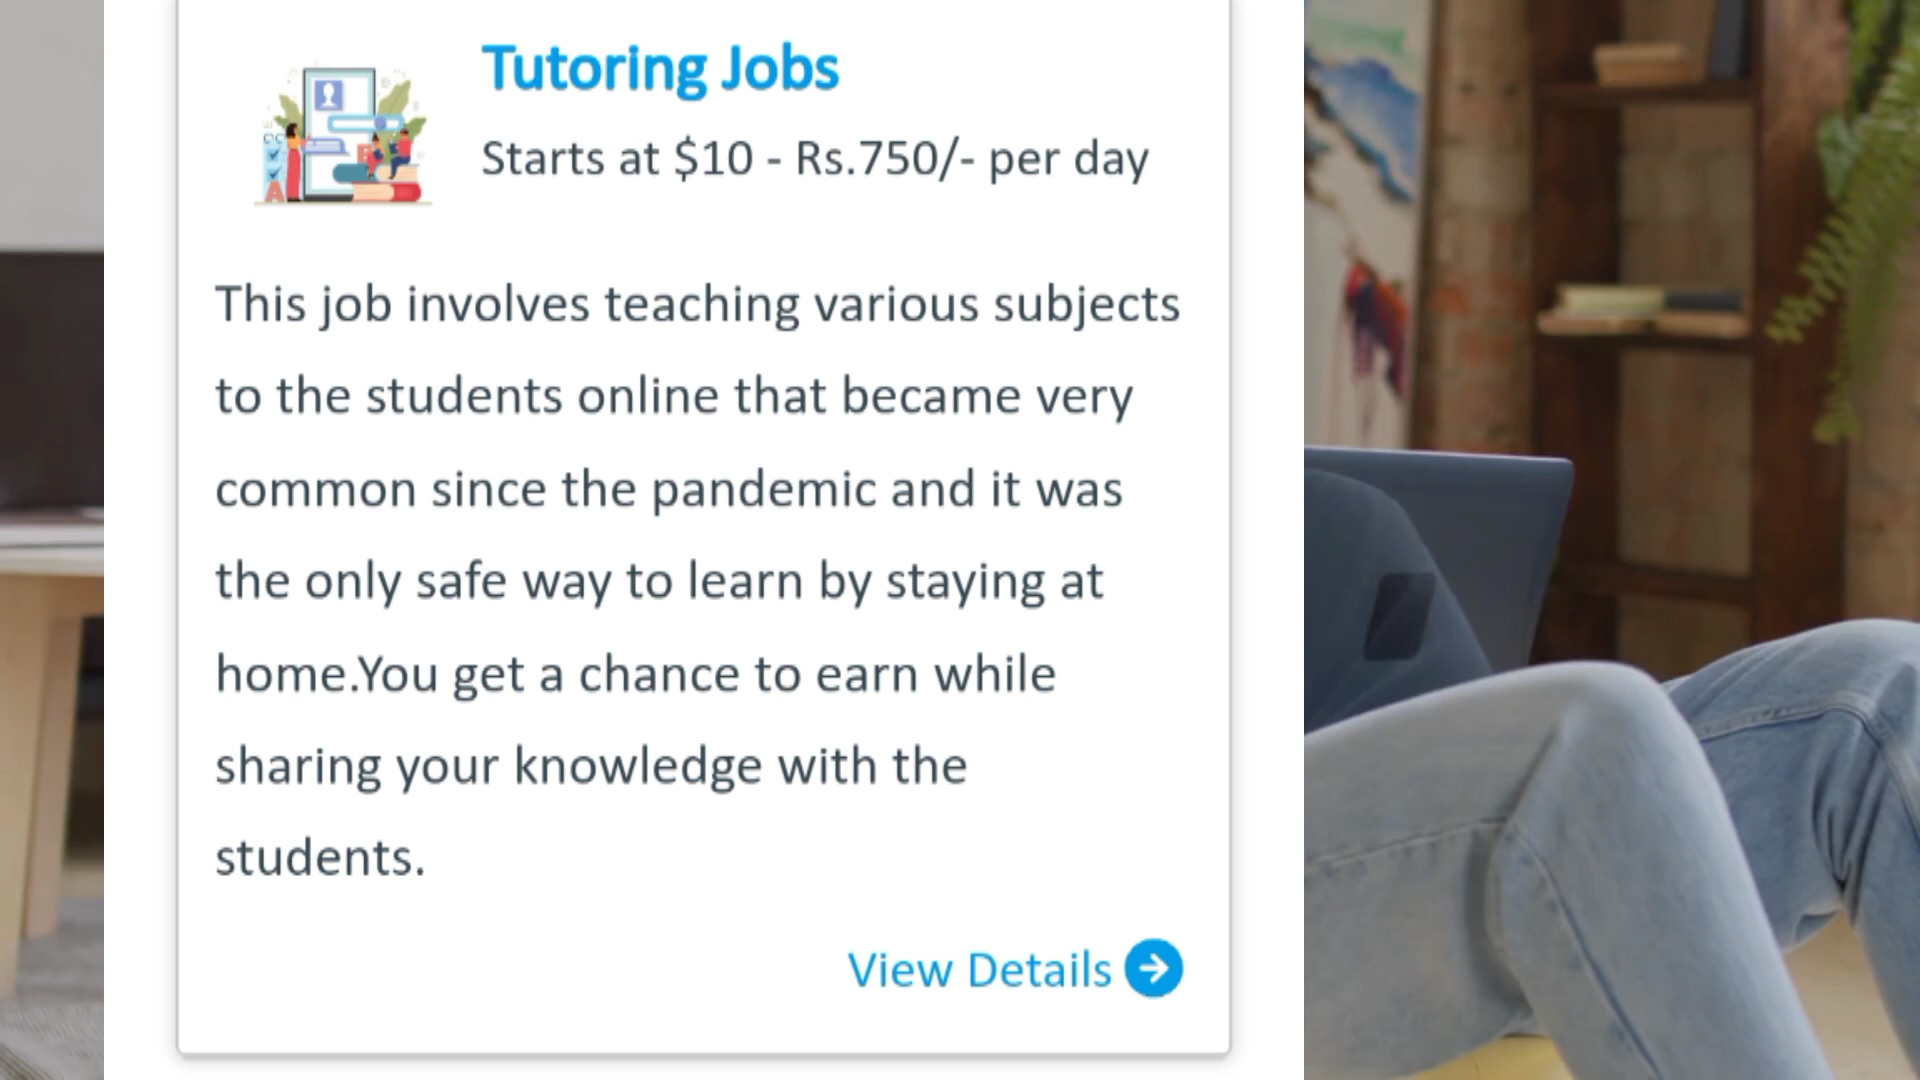 Tutoring Jobs
Starts at $10 - Rs.750/- per day
This job involves teaching various subjects
to the students online that became very
common since the pandemic and it was
the only safe way to learn by staying at
home.You get a chance to earn while
sharing your knowledge with the
students.
View Details